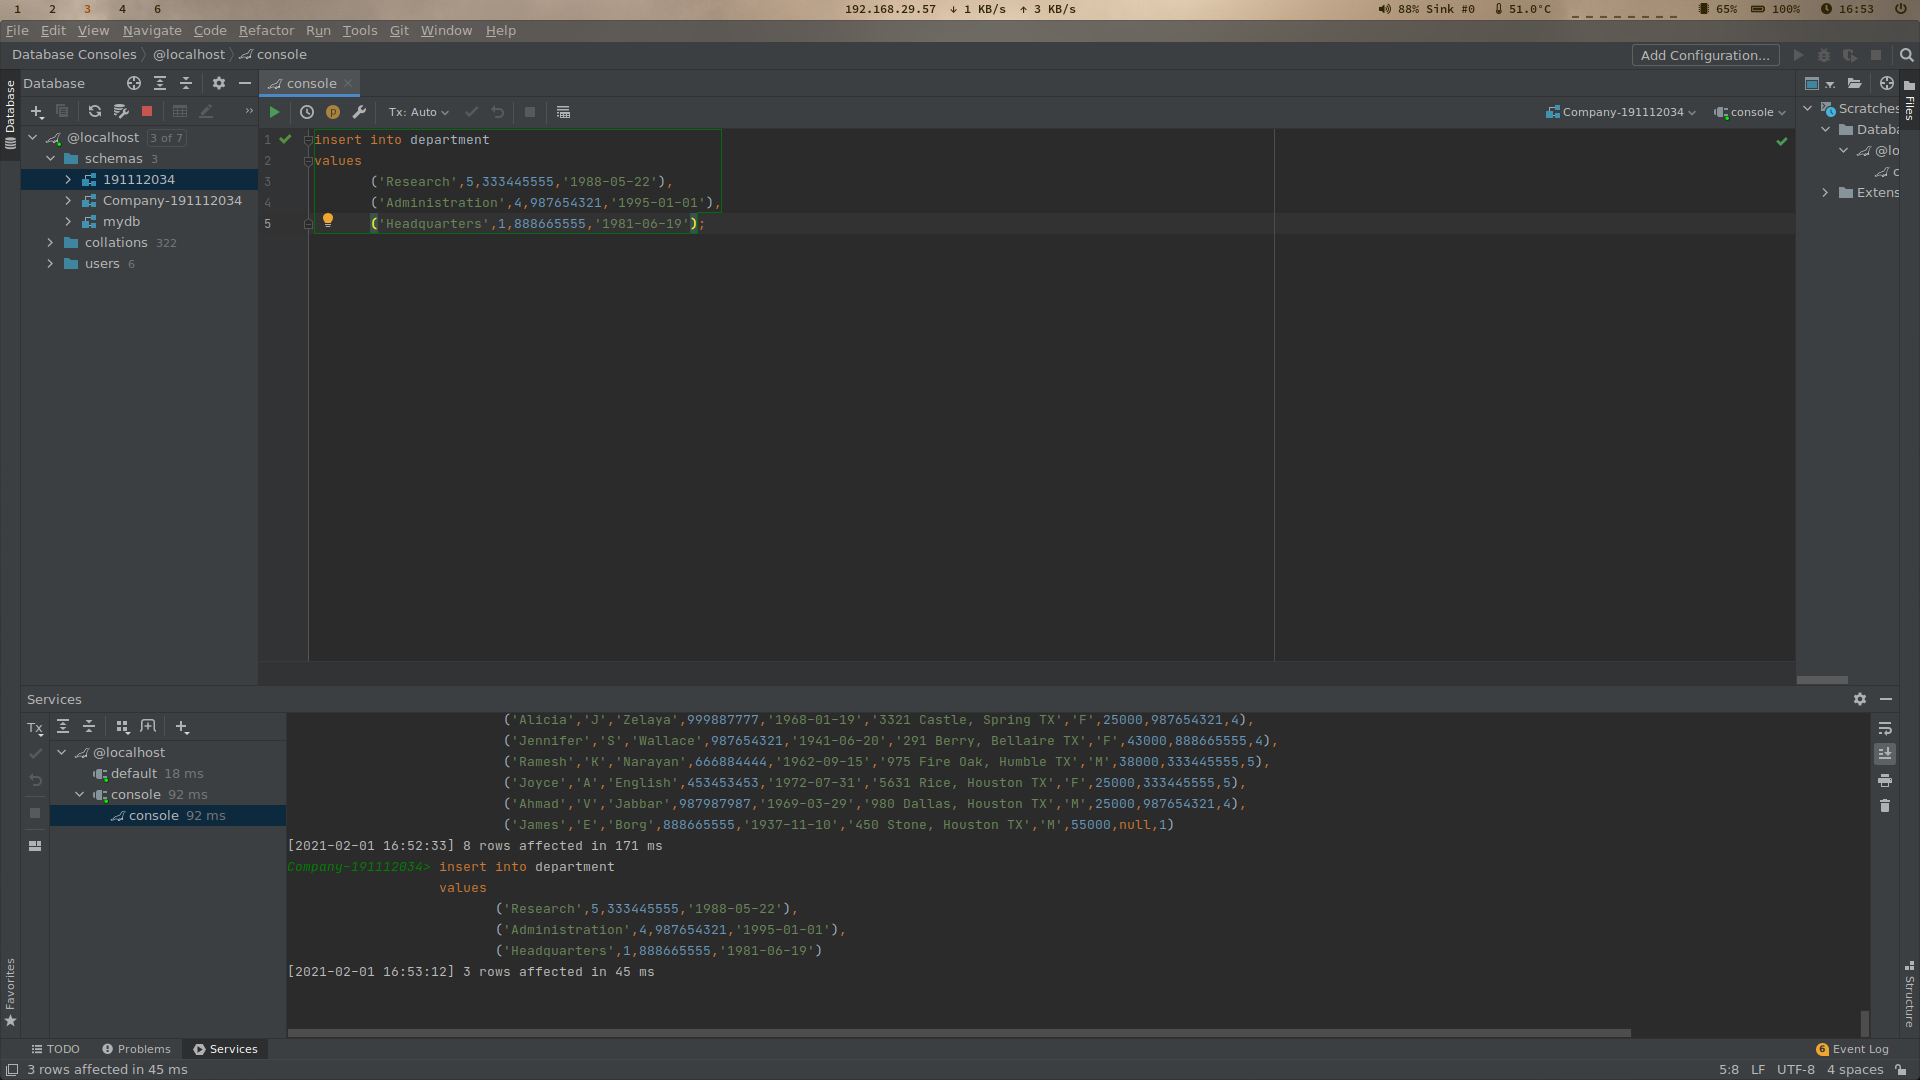 1 2 3 4 6 192.168.29.57 ↓ 1 KB/s ↑ 3 KB/s 88% Sink #0 51.0°C 65% 100% 16:53
File Edit View Navigate Code Refactor Run Tools Git Window Help
Database Consoles @localhost console Add Configuration...
Database console
Tx: Auto Company-191112034 console
Database
Files
@localhost 3 of 7
schemas 3
191112034
Company-191112034
mydb
collations 322
users 6
1 insert into department
2 values
3 ('Research',5,333445555,'1988-05-22'),
4 ('Administration',4,987654321,'1995-01-01'),
5 ('Headquarters',1,888665555,'1981-06-19');
Scratches
Databa
@lo
c
Extens
Services
Tx
@localhost
default 18 ms
console 92 ms
console 92 ms
('Alicia','J','Zelaya',999887777,'1968-01-19','3321 Castle, Spring TX','F',25000,987654321,4),
('Jennifer','S','Wallace',987654321,'1941-06-20','291 Berry, Bellaire TX','F',43000,888665555,4),
('Ramesh','K','Narayan',666884444,'1962-09-15','975 Fire Oak, Humble TX','M',38000,333445555,5),
('Joyce','A','English',453453453,'1972-07-31','5631 Rice, Houston TX','F',25000,333445555,5),
('Ahmad','V','Jabbar',987987987,'1969-03-29','980 Dallas, Houston TX','M',25000,987654321,4),
('James','E','Borg',888665555,'1937-11-10','450 Stone, Houston TX','M',55000,null,1)
[2021-02-01 16:52:33] 8 rows affected in 171 ms
Company-191112034> insert into department
values
('Research',5,333445555,'1988-05-22'),
('Administration',4,987654321,'1995-01-01'),
('Headquarters',1,888665555,'1981-06-19')
[2021-02-01 16:53:12] 3 rows affected in 45 ms
Favorites
Structure
TODO Problems Services 6 Event Log
3 rows affected in 45 ms 5:8 LF UTF-8 4 spaces